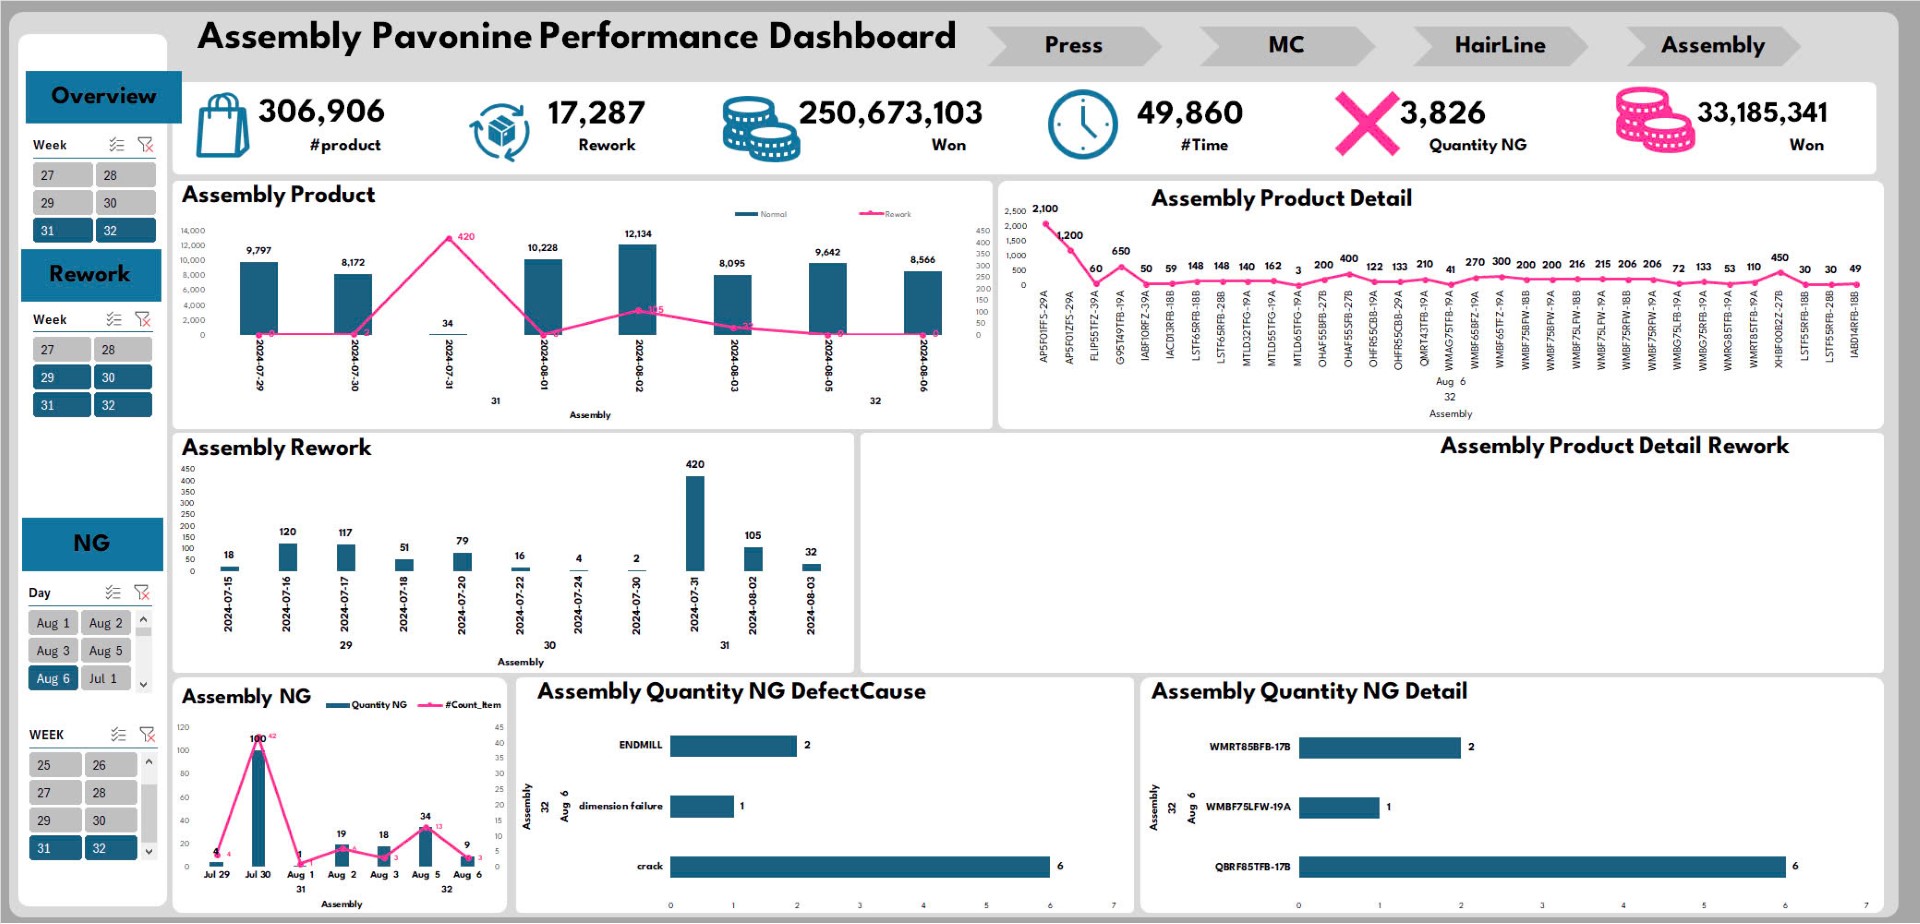 Assembly Pavonine Performance Dashboard
Press
MC
HairLine
Assembly
Overview
306,906
#product
17,287
Rework
250,673,103
Won
49,860
#Time
3,826
Quantity NG
33,185,341
Won
Week
27 28
29 30
31 32
Rework
Week
27 28
29 30
31 32
NG
Day
Aug 1 Aug 2
Aug 3 Aug 5
Aug 6 Jul 1
WEEK
25 26
27 28
29 30
31 32
Assembly Product
Normal Rework
14,000
12,000
10,000
8,000
6,000
4,000
2,000
0
9,797 8,172 34 10,228 12,134 8,095 9,642 8,566
420
450
400
350
300
250
200
150
100
50
0
2024-07-29 2024-07-30 2024-07-31 2024-08-01 2024-08-02 2024-08-03 2024-08-05 2024-08-06
31 32
Assembly
Assembly Product Detail
2,500
2,000
1,500
1,000
500
0
2,100 1,200 60 650 50 59 148 148 140 162 3 200 400 122 133 210 41 270 300 200 200 216 215 206 206 72 133 53 110 450 30 30 49
AP5F01FFS-29A AP5F01ZFS-29A FLIP55TFZ-39A G95T49TFB-19A IABF10RFZ-39A IACD13RFB-18B LSTF65RFB-18B LSTF65RFB-28B MTLD32TFG-19A MTLD55TFG-19A MTLD65TFG-19A OHAF55BFB-27B OHAF55SFB-27B OHFR55CBB-19A OHFR55CBB-29A QMRT43TFB-19A WMAG75TFB-19A WMBF65BFZ-19A WMBF65TFZ-19A WMBF75BFW-18B WMBF75BFW-19A WMBF75LFW-18B WMBF75LFW-19A WMBF75RFW-18B WMBF75RFW-19A WMBG75LFB-19A WMBG75RFB-19A WMRG85TFB-19A WMRT85TFB-19A XHBF0082Z-27B LSTF55RFB-18B LSTF55RFB-28B IABD14RFB-18B
Aug 6
32
Assembly
Assembly Rework
450
400
350
300
250
200
150
100
50
0
18 120 117 51 79 16 4 2 420 105 32
2024-07-15 2024-07-16 2024-07-17 2024-07-18 2024-07-20 2024-07-22 2024-07-24 2024-07-30 2024-07-31 2024-08-02 2024-08-03
29 30 31
Assembly
Assembly Product Detail Rework
Assembly NG
Quantity NG #Count_Item
120
100
80
60
40
20
0
4 100 1 19 18 34 9
4 42 1 6 3 13 3
45
40
35
30
25
20
15
10
5
0
Jul 29 Jul 30 Aug 1 Aug 2 Aug 3 Aug 5 Aug 6
31 32
Assembly
Assembly Quantity NG DefectCause
Assembly
32
Aug 6
ENDMILL 2
dimension failure 1
crack 6
0 1 2 3 4 5 6 7
Assembly Quantity NG Detail
Assembly
32
Aug 6
WMRT85BFB-17B 2
WMBF75LFW-19A 1
QBRF85TFB-17B 6
0 1 2 3 4 5 6 7